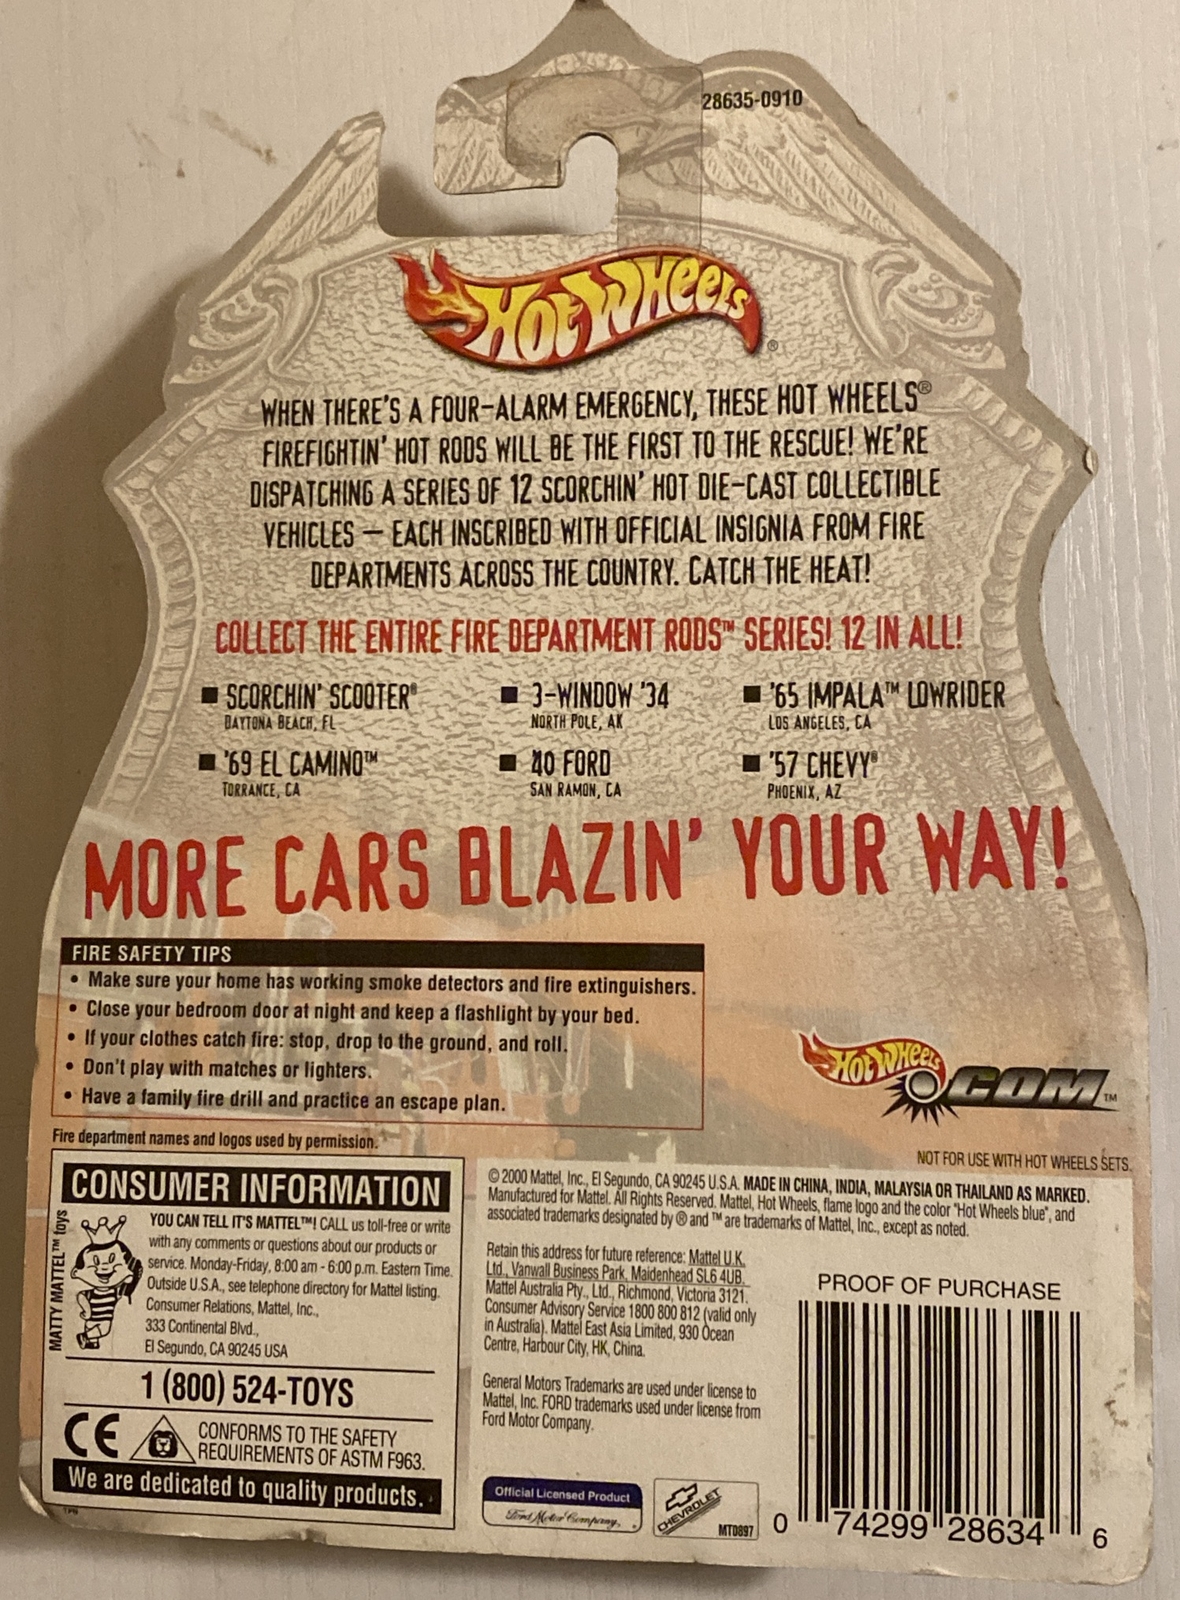 28635-0910
HOT WHEELS®
WHEN THERE'S A FOUR-ALARM EMERGENCY, THESE HOT WHEELS®
FIREFIGHTIN' HOT RODS WILL BE THE FIRST TO THE RESCUE! WE'RE
DISPATCHING A SERIES OF 12 SCORCHIN' HOT DIE-CAST COLLECTIBLE
VEHICLES — EACH INSCRIBED WITH OFFICIAL INSIGNIA FROM FIRE
DEPARTMENTS ACROSS THE COUNTRY. CATCH THE HEAT!
COLLECT THE ENTIRE FIRE DEPARTMENT RODS™ SERIES! 12 IN ALL!
■ SCORCHIN' SCOOTER®
DAYTONA BEACH, FL
■ 3-WINDOW '34
NORTH POLE, AK
■ '65 IMPALA™ LOWRIDER
LOS ANGELES, CA
■ '69 EL CAMINO™
TORRANCE, CA
■ '40 FORD
SAN RAMON, CA
■ '57 CHEVY®
PHOENIX, AZ
MORE CARS BLAZIN' YOUR WAY!
FIRE SAFETY TIPS
• Make sure your home has working smoke detectors and fire extinguishers.
• Close your bedroom door at night and keep a flashlight by your bed.
• If your clothes catch fire: stop, drop to the ground, and roll.
• Don't play with matches or lighters.
• Have a family fire drill and practice an escape plan.
HOT WHEELS.COM™
Fire department names and logos used by permission.
NOT FOR USE WITH HOT WHEELS SETS.
CONSUMER INFORMATION
MATTY MATTEL™ toys
YOU CAN TELL IT'S MATTEL™! CALL us toll-free or write
with any comments or questions about our products or
service. Monday-Friday, 8:00 am - 6:00 p.m. Eastern Time.
Outside U.S.A., see telephone directory for Mattel listing.
Consumer Relations, Mattel, Inc.,
333 Continental Blvd.,
El Segundo, CA 90245 USA
1 (800) 524-TOYS
CE
CONFORMS TO THE SAFETY
REQUIREMENTS OF ASTM F963.
We are dedicated to quality products.
© 2000 Mattel, Inc., El Segundo, CA 90245 U.S.A. MADE IN CHINA, INDIA, MALAYSIA OR THAILAND AS MARKED.
Manufactured for Mattel. All Rights Reserved. Mattel, Hot Wheels, flame logo and the color "Hot Wheels blue", and
associated trademarks designated by ® and ™ are trademarks of Mattel, Inc., except as noted.
Retain this address for future reference: Mattel U.K.
Ltd., Vanwall Business Park, Maidenhead SL6 4UB.
Mattel Australia Pty., Ltd., Richmond, Victoria 3121.
Consumer Advisory Service 1800 800 812 (valid only
in Australia). Mattel East Asia Limited, 930 Ocean
Centre, Harbour City, HK, China.
General Motors Trademarks are used under license to
Mattel, Inc. FORD trademarks used under license from
Ford Motor Company.
Official Licensed Product
Ford Motor Company
CHEVROLET
MT0897
PROOF OF PURCHASE
0 74299 28634 6